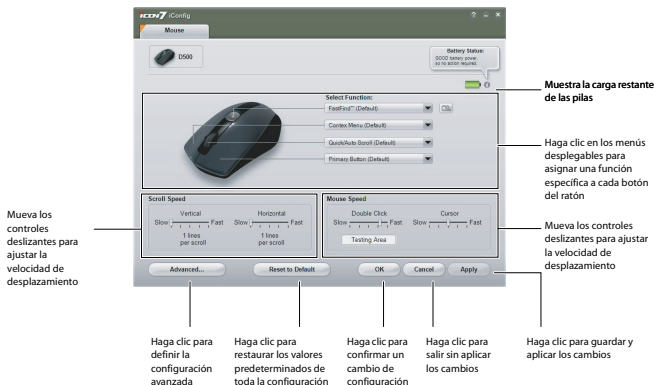 ICON7 iConfig
Mouse
D500
Battery Status:
GOOD battery power,
so no action required.
Select Function:
FastFind™ (Default)
Contex Menu (Default)
Quick/Auto Scroll (Default)
Primary Button (Default)
Scroll Speed
Vertical
Slow Fast
1 lines
per scroll
Horizontal
Slow Fast
1 lines
per scroll
Mouse Speed
Double Click
Slow Fast
Testing Area
Cursor
Slow Fast
Advanced...
Reset to Default
OK
Cancel
Apply
Muestra la carga restante
de las pilas
Haga clic en los menús
desplegables para
asignar una función
específica a cada botón
del ratón
Mueva los
controles
deslizantes para
ajustar la
velocidad de
desplazamiento
Mueva los controles
deslizantes para ajustar
la velocidad de
desplazamiento
Haga clic para
definir la
configuración
avanzada
Haga clic para
restaurar los valores
predeterminados de
toda la configuración
Haga clic para
confirmar un
cambio de
configuración
Haga clic para
salir sin aplicar
los cambios
Haga clic para guardar y
aplicar los cambios